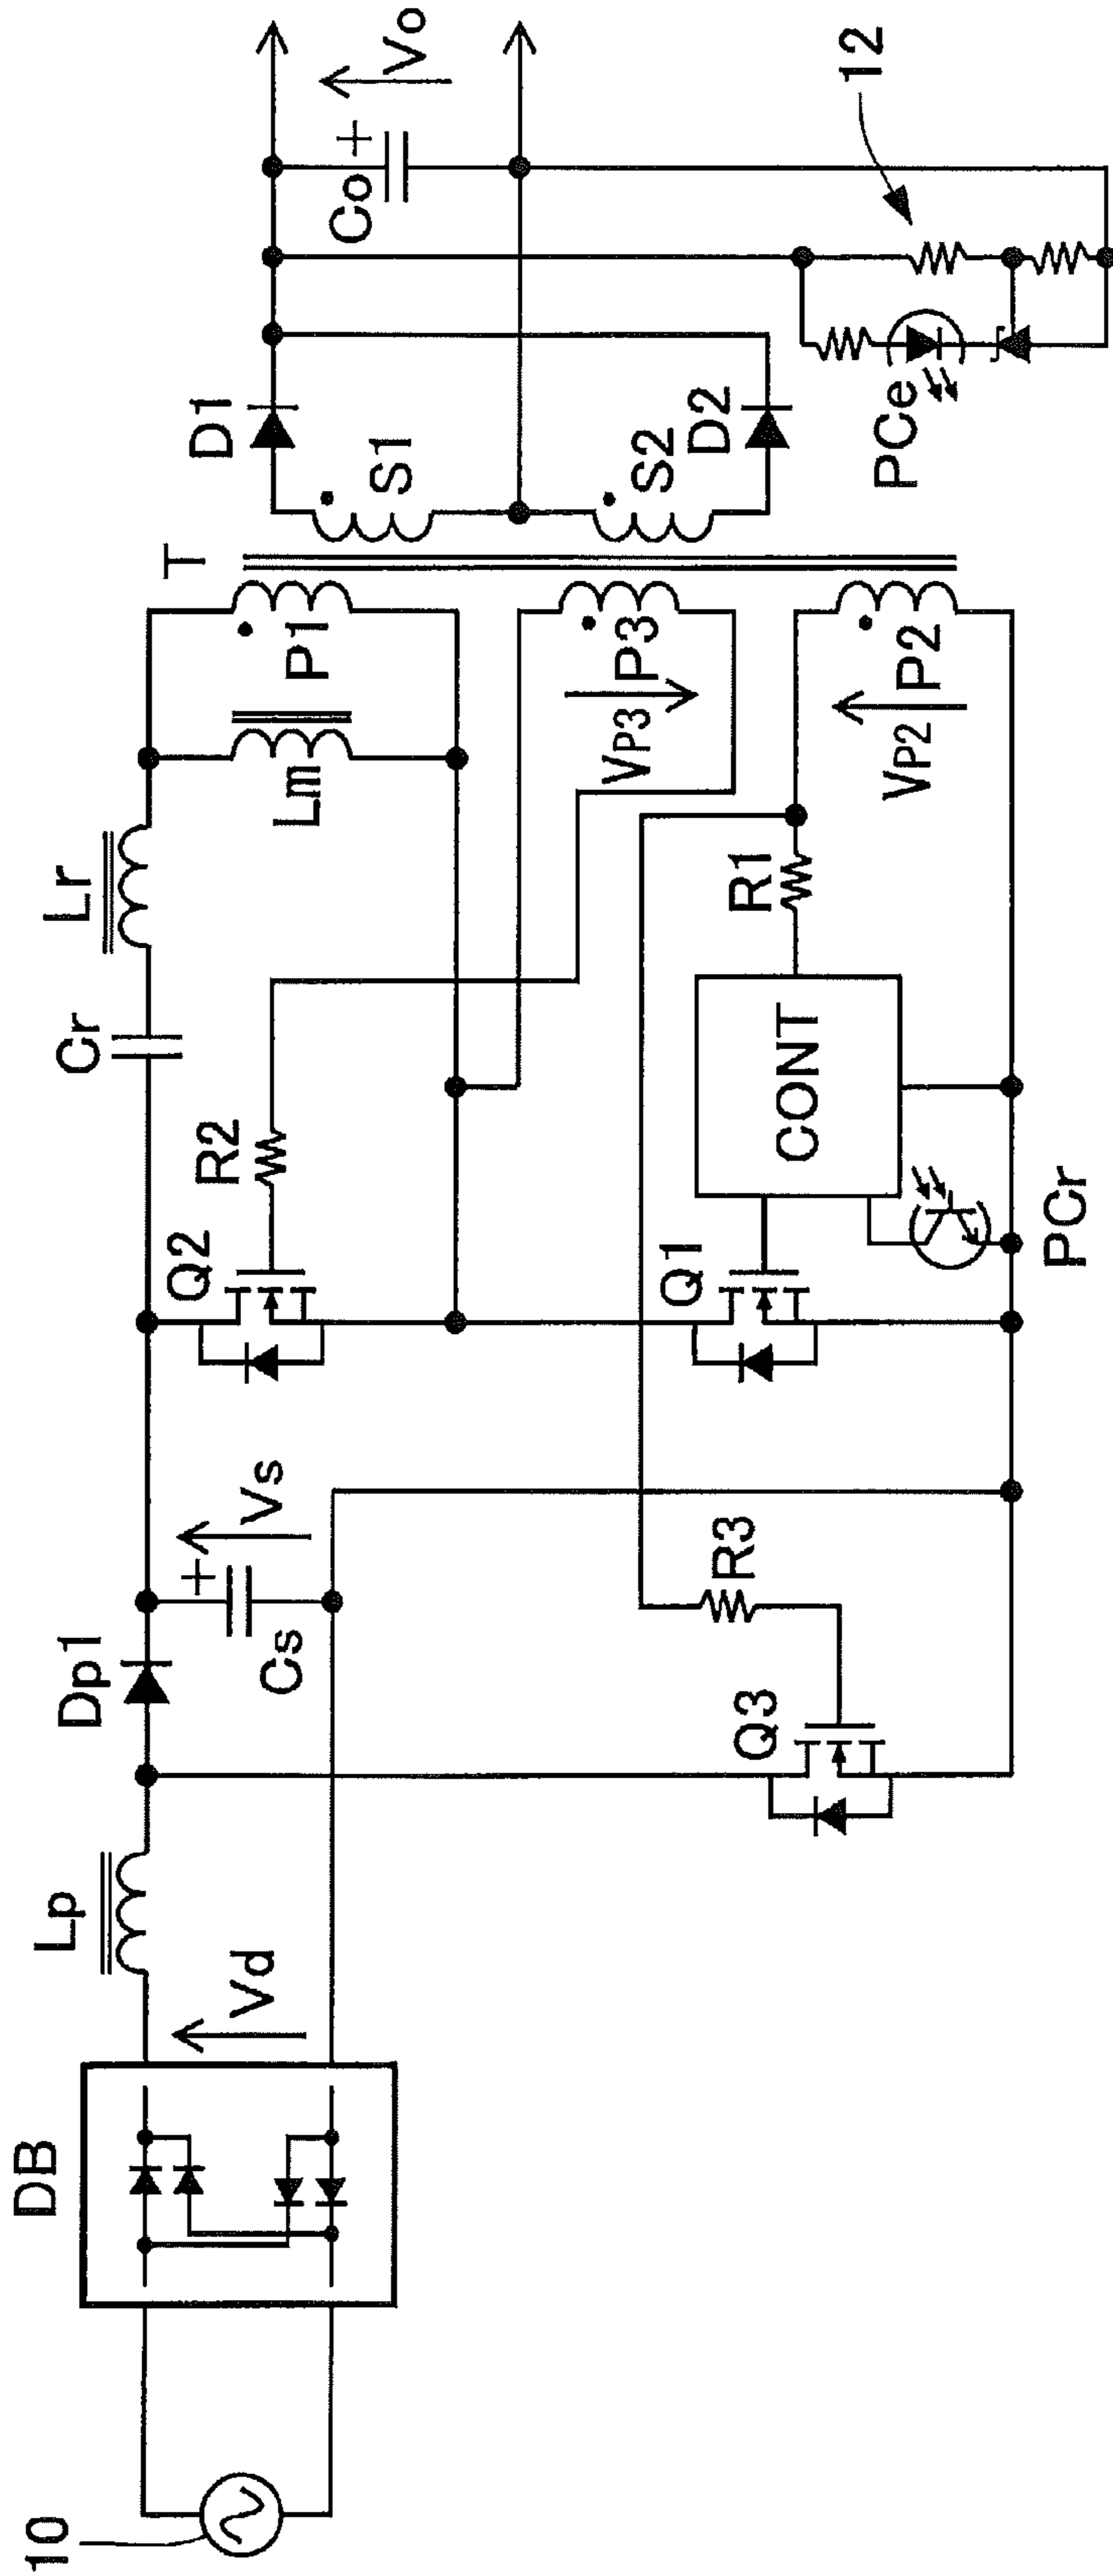 10
DB
Vd
Lp
Dp1
Cs
+
Vs
Q3
R3
Q2
R2
Cr
Lr
Lm
P1
T
Q1
CONT
PCr
R1
VP3
P3
VP2
P2
S1
S2
D1
D2
PCe
Co
+
Vo
12